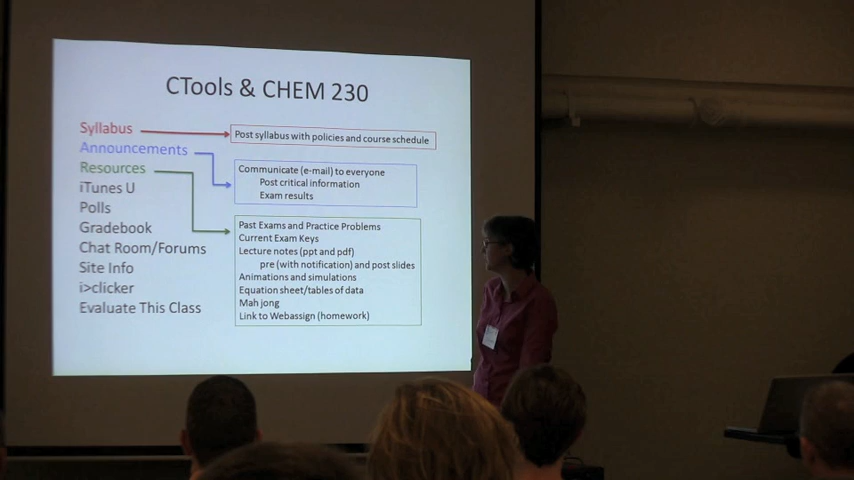 CTools & CHEM 230
Syllabus
Announcements
Resources
iTunes U
Polls
Gradebook
Chat Room/Forums
Site Info
i>clicker
Evaluate This Class
Post syllabus with policies and course schedule
Communicate (e-mail) to everyone
Post critical information
Exam results
Past Exams and Practice Problems
Current Exam Keys
Lecture notes (ppt and pdf)
pre (with notification) and post slides
Animations and simulations
Equation sheet/tables of data
Mah jong
Link to Webassign (homework)